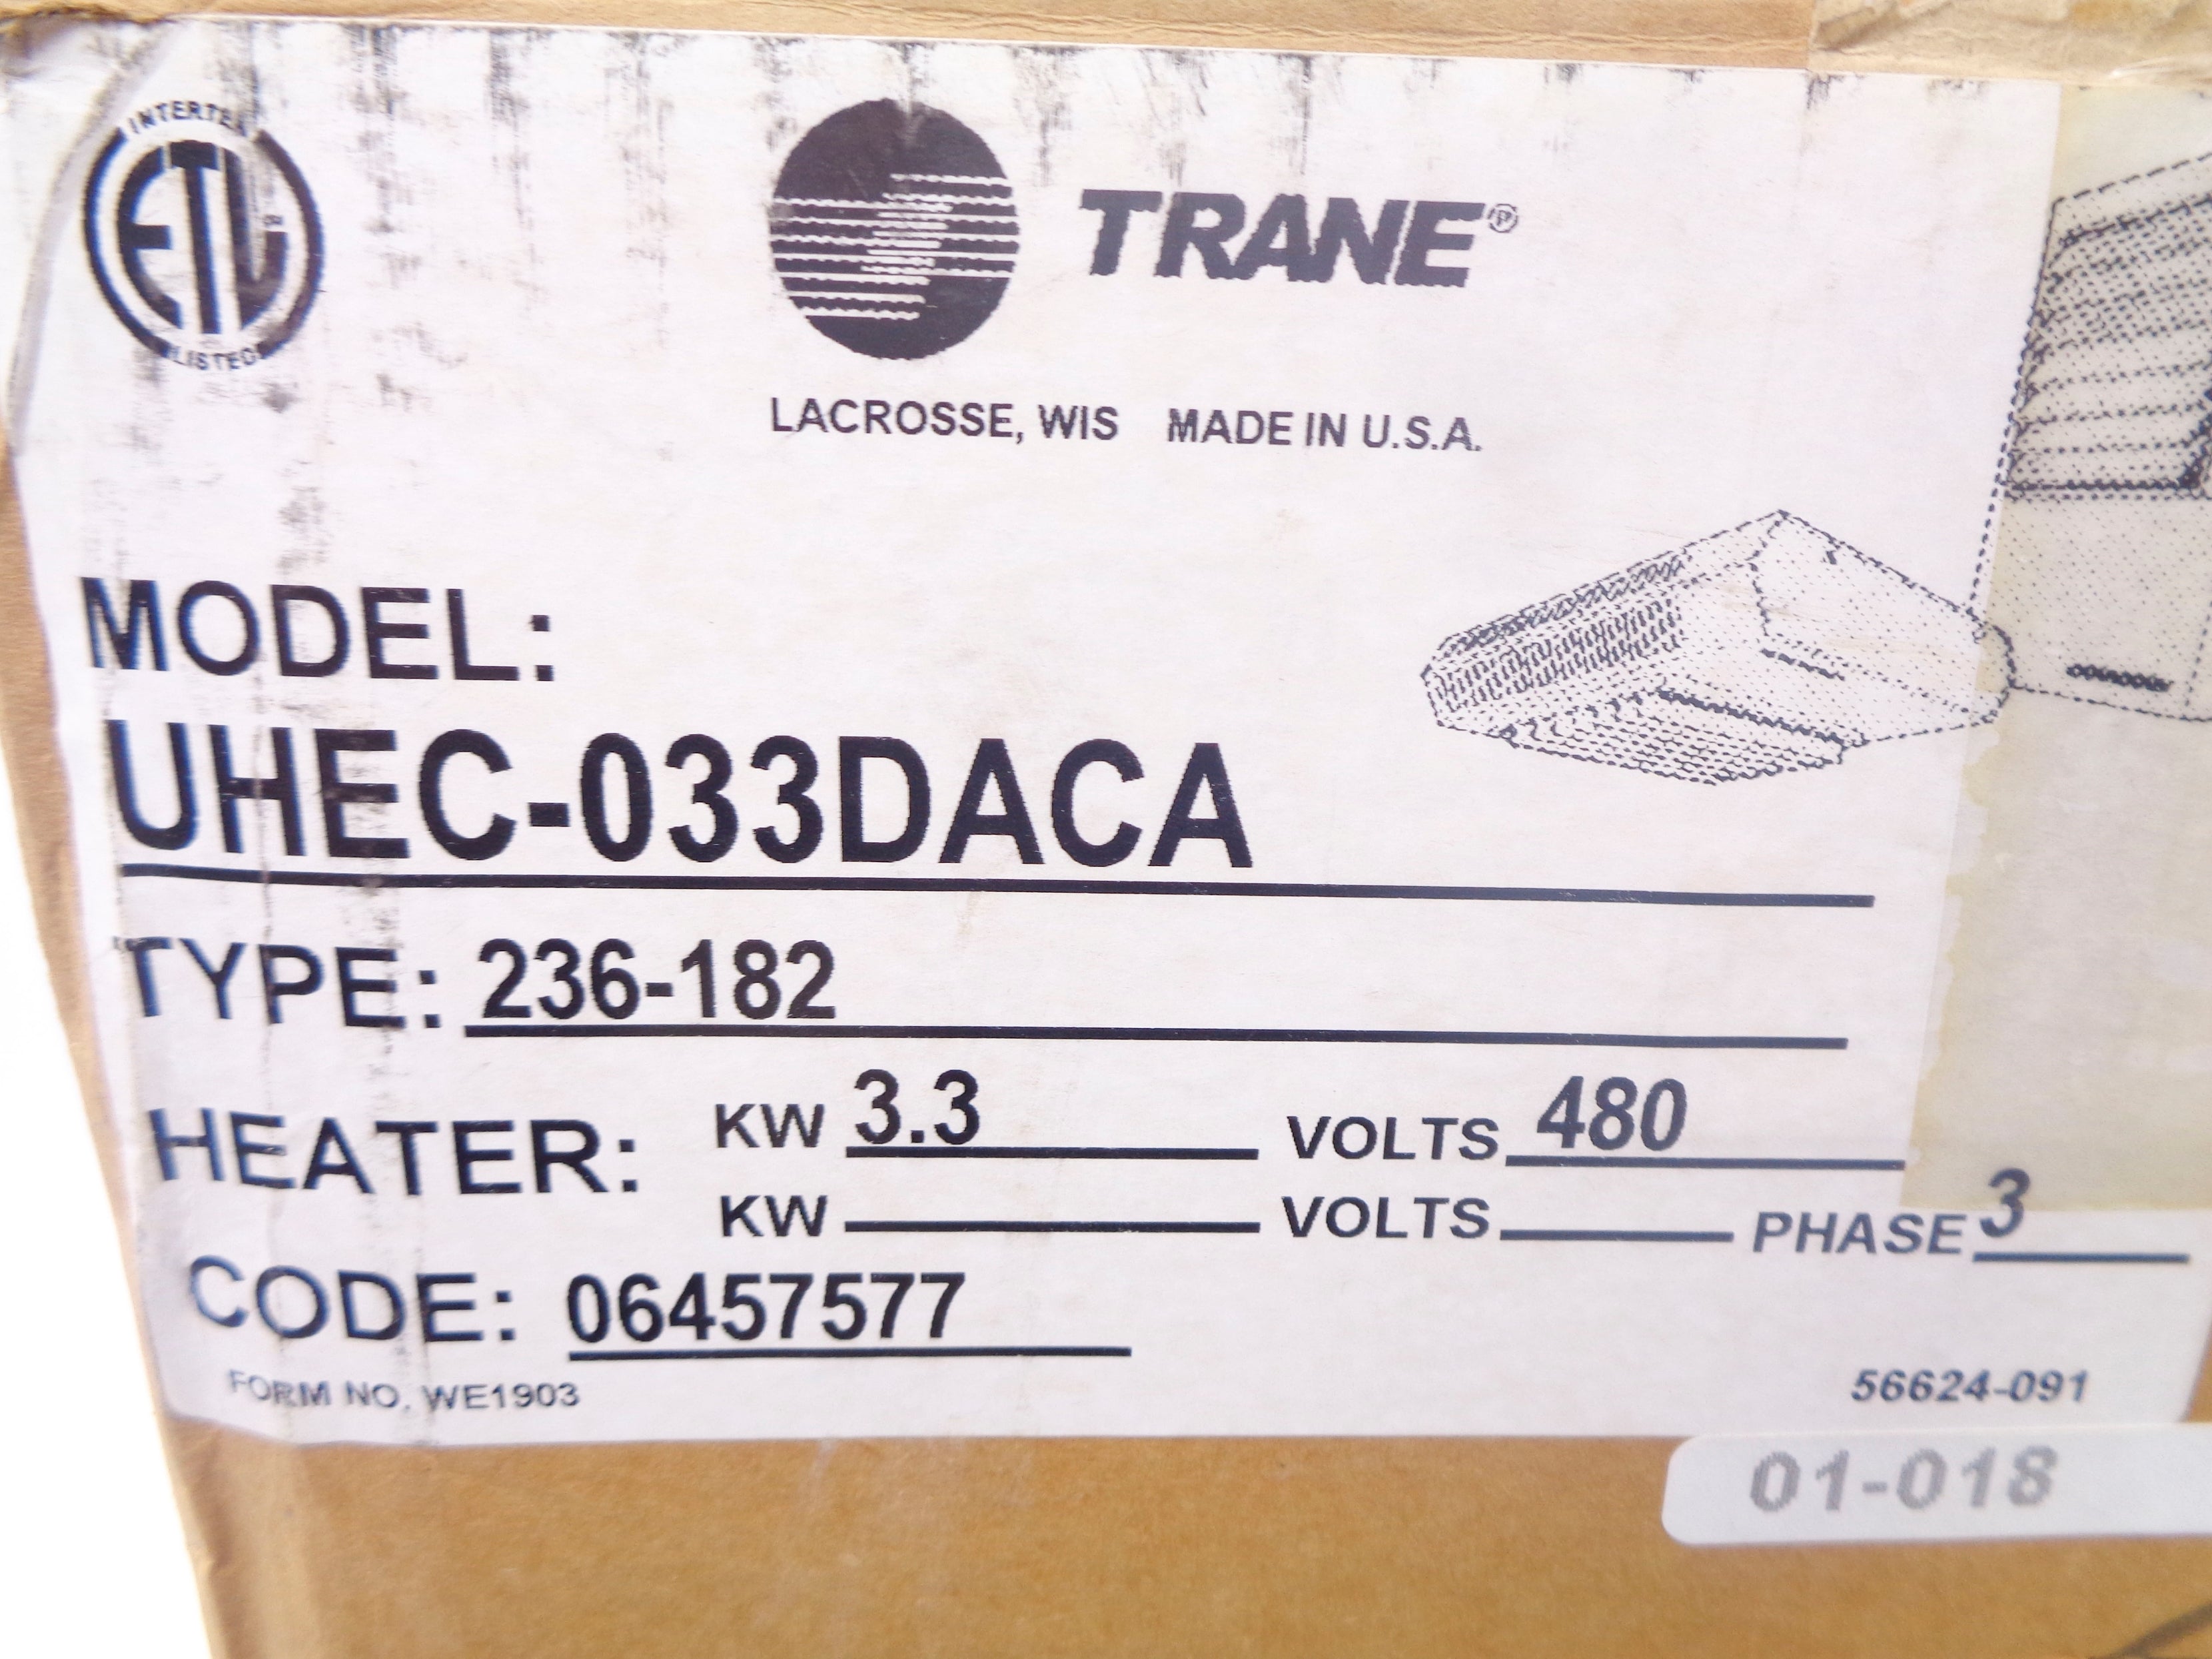 INTERTEK
ETL
LISTED
TRANE®
LACROSSE, WIS MADE IN U.S.A.
MODEL:
UHEC-033DACA
TYPE: 236-182
HEATER: KW 3.3 VOLTS 480
KW VOLTS PHASE 3
CODE: 06457577
FORM NO. WE1903
56624-091
01-018